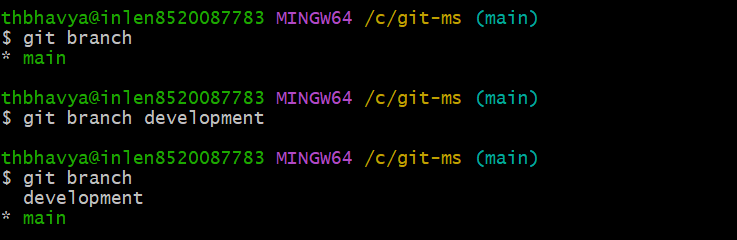 thbhavya@inlen8520087783 MINGW64 /c/git-ms (main)
$ git branch
* main
thbhavya@inlen8520087783 MINGW64 /c/git-ms (main)
$ git branch development
thbhavya@inlen8520087783 MINGW64 /c/git-ms (main)
$ git branch
  development
* main